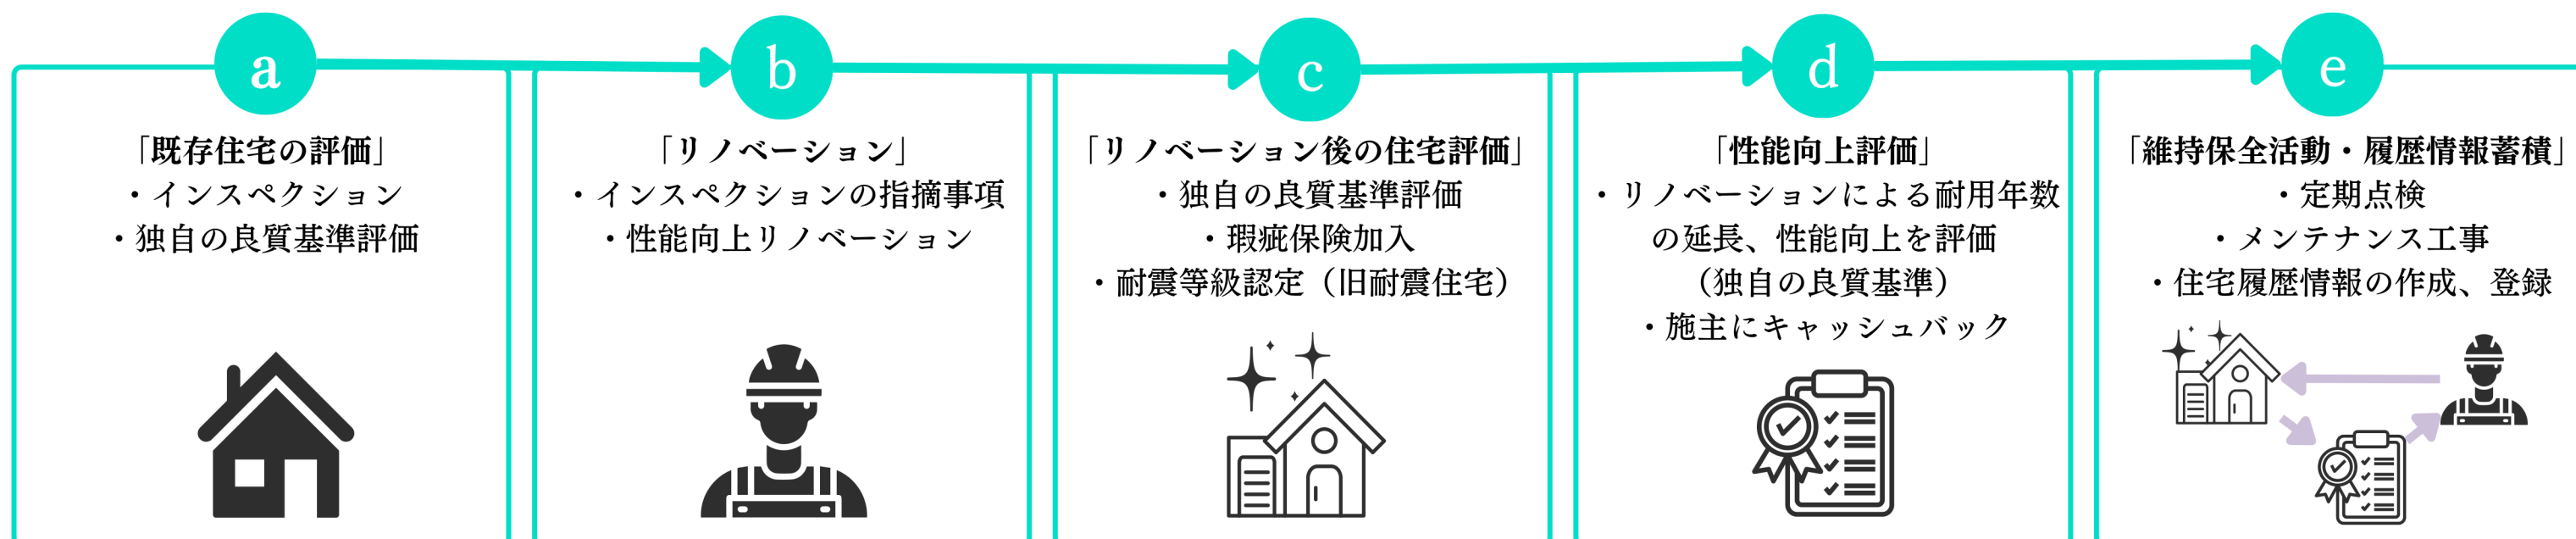 a
「既存住宅の評価」
・インスペクション
・独自の良質基準評価
b
「リノベーション」
・インスペクションの指摘事項
・性能向上リノベーション
c
「リノベーション後の住宅評価」
・独自の良質基準評価
・瑕疵保険加入
・耐震等級認定（旧耐震住宅）
d
「性能向上評価」
・リノベーションによる耐用年数
の延長、性能向上を評価
（独自の良質基準）
・施主にキャッシュバック
e
「維持保全活動・履歴情報蓄積」
・定期点検
・メンテナンス工事
・住宅履歴情報の作成、登録